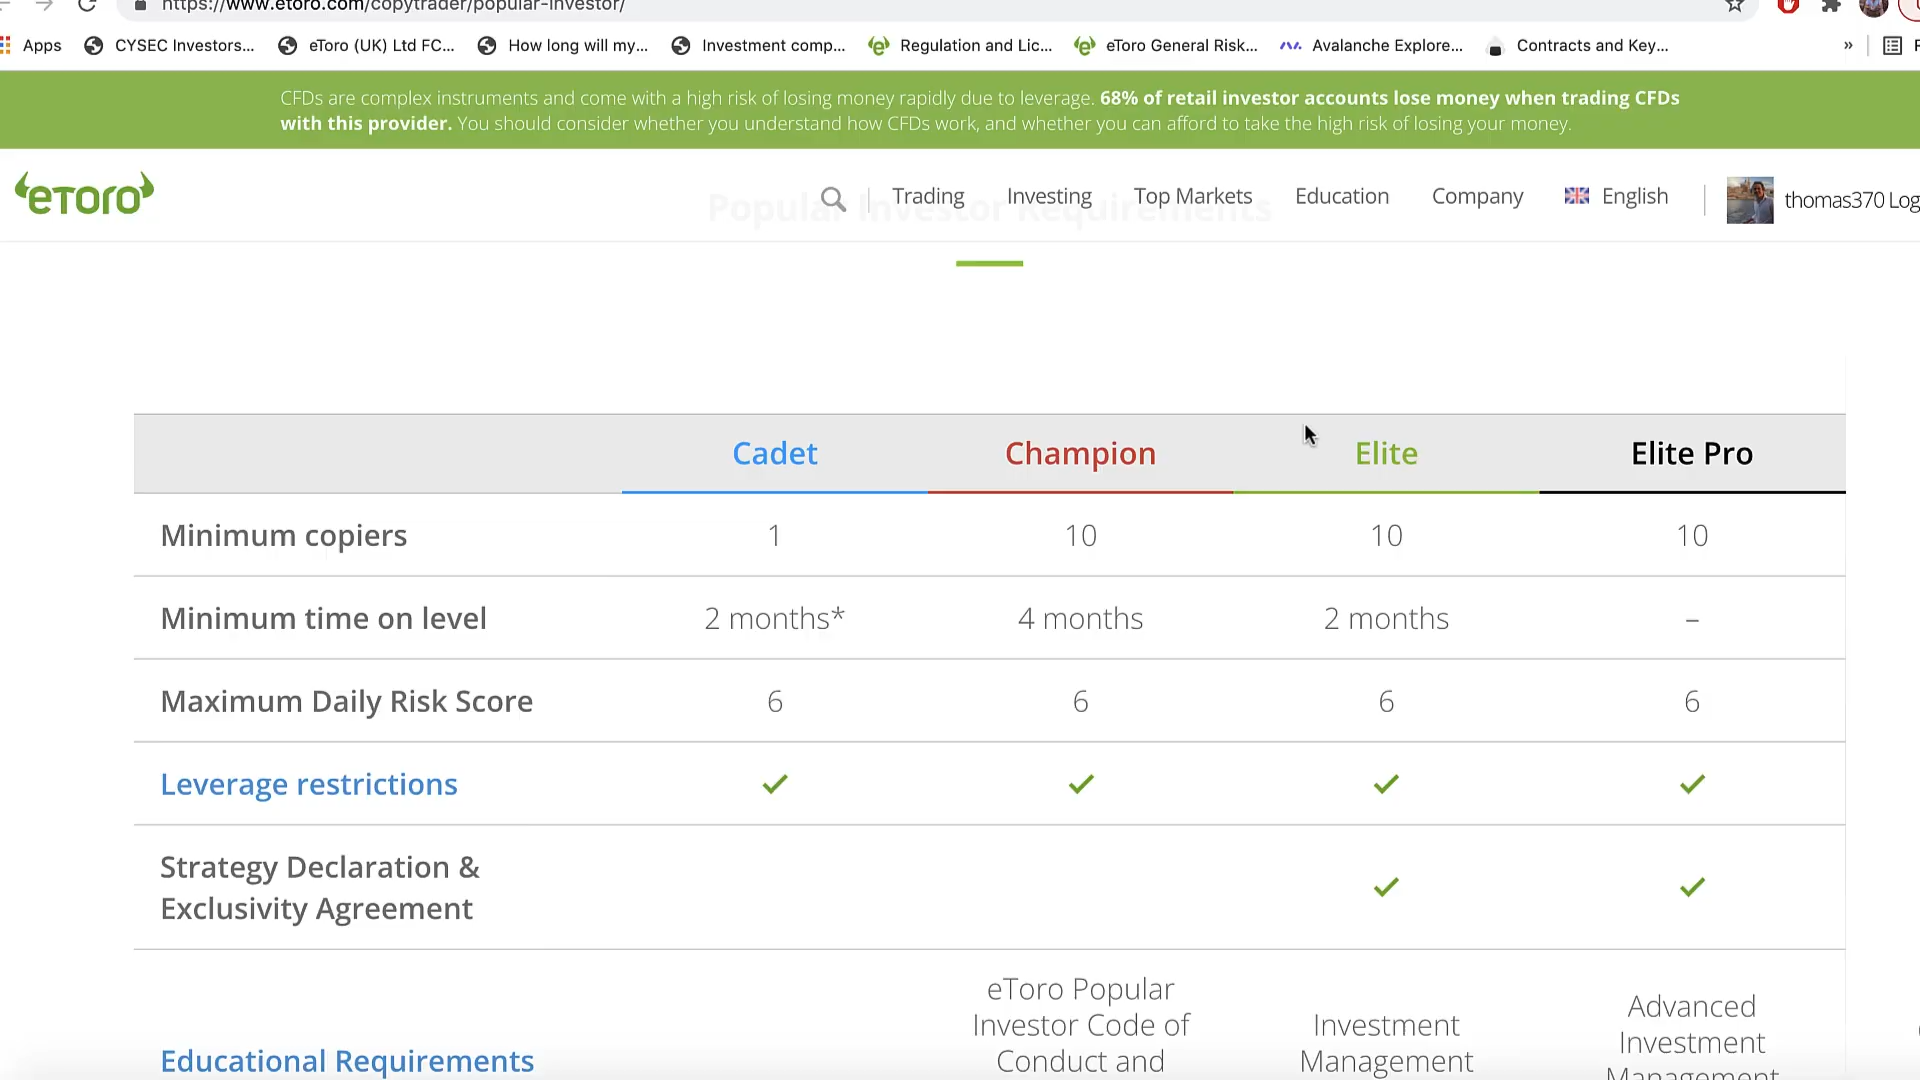 https://www.etoro.com/copytrader/popular-investor/
Apps CYSEC Investors... eToro (UK) Ltd FC... How long will my... Investment comp... Regulation and Lic... eToro General Risk... Avalanche Explore... Contracts and Key... »
CFDs are complex instruments and come with a high risk of losing money rapidly due to leverage. 68% of retail investor accounts lose money when trading CFDs
with this provider. You should consider whether you understand how CFDs work, and whether you can afford to take the high risk of losing your money.
eToro Trading Investing Top Markets Education Company English thomas370 Log
Popular Investor Requirements
Cadet Champion Elite Elite Pro
Minimum copiers 1 10 10 10
Minimum time on level 2 months* 4 months 2 months –
Maximum Daily Risk Score 6 6 6 6
Leverage restrictions
Strategy Declaration &
Exclusivity Agreement
Educational Requirements
eToro Popular
Investor Code of
Conduct and
Investment
Management
Advanced
Investment
Management